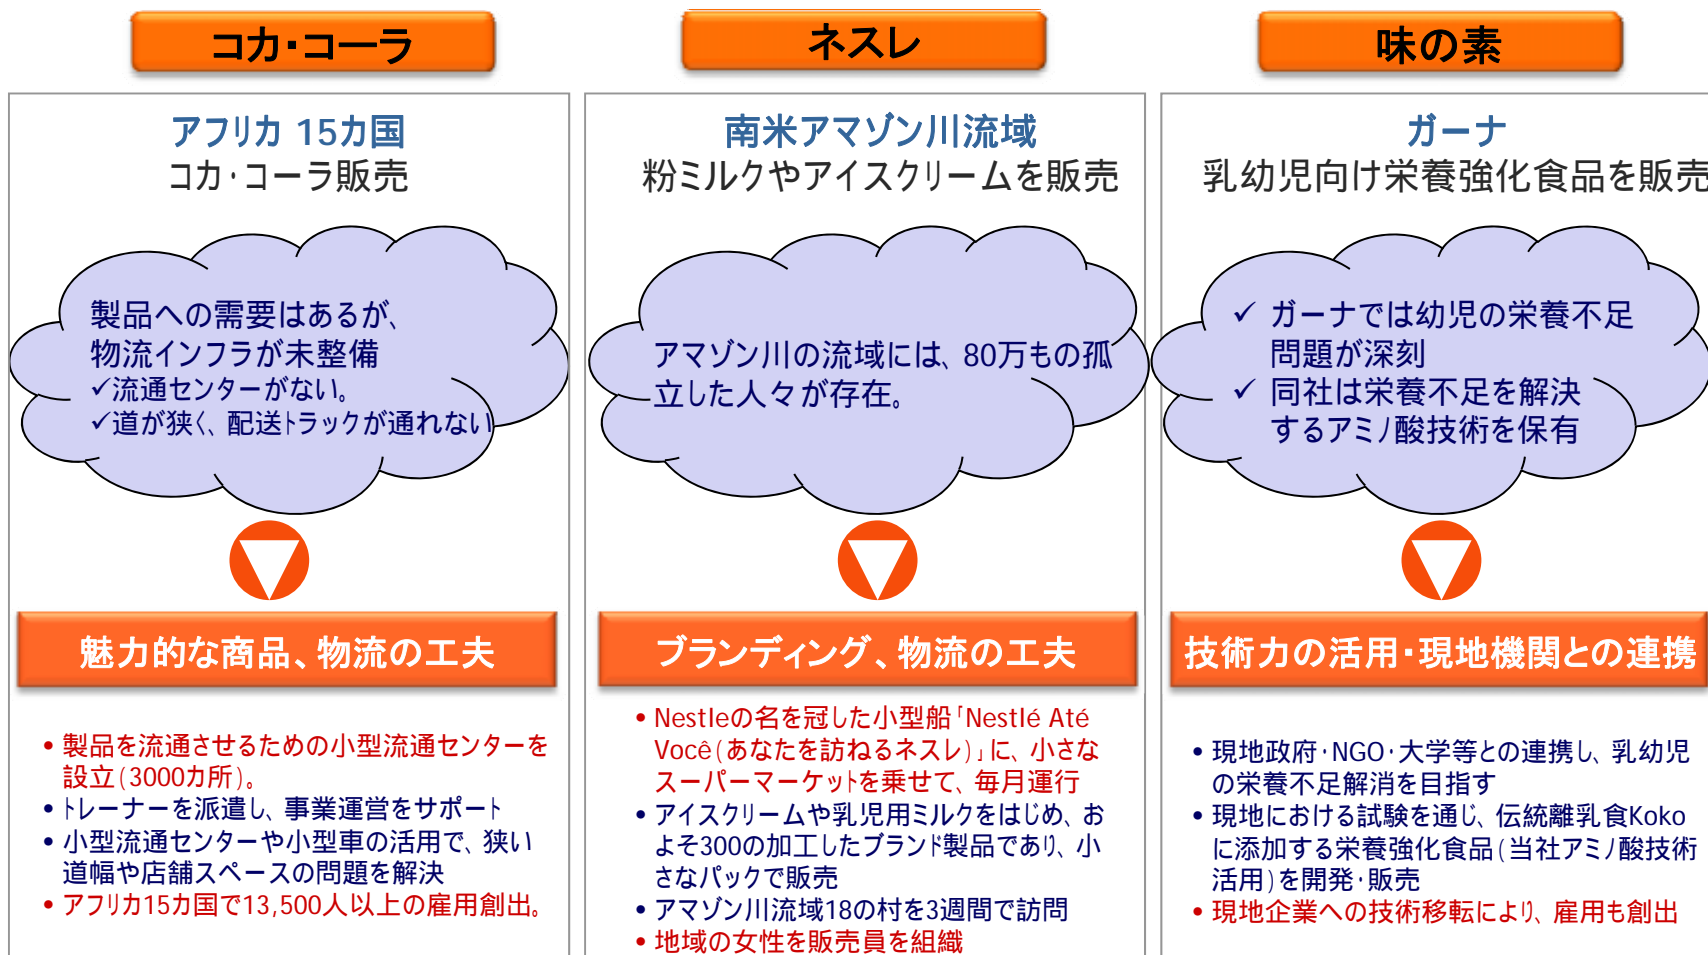 コカ・コーラ
アフリカ 15カ国
コカ・コーラ販売
製品への需要はあるが、
物流インフラが未整備
✓流通センターがない。
✓道が狭く、配送トラックが通れない
魅力的な商品、物流の工夫
• 製品を流通させるための小型流通センターを
設立(3000カ所)。
• トレーナーを派遣し、事業運営をサポート
• 小型流通センターや小型車の活用で、狭い
道幅や店舗スペースの問題を解決
• アフリカ15カ国で13,500人以上の雇用創出。
ネスレ
南米アマゾン川流域
粉ミルクやアイスクリームを販売
アマゾン川の流域には、80万もの孤
立した人々が存在。
ブランディング、物流の工夫
• Nestleの名を冠した小型船「Nestlé Até
Você(あなたを訪ねるネスレ)」に、小さな
スーパーマーケットを乗せて、毎月運行
• アイスクリームや乳児用ミルクをはじめ、お
よそ300の加工したブランド製品であり、小
さなパックで販売
• アマゾン川流域18の村を3週間で訪問
• 地域の女性を販売員を組織
味の素
ガーナ
乳幼児向け栄養強化食品を販売
✓ ガーナでは幼児の栄養不足
問題が深刻
✓ 同社は栄養不足を解決
するアミノ酸技術を保有
技術力の活用・現地機関との連携
• 現地政府・NGO・大学等との連携し、乳幼児
の栄養不足解消を目指す
• 現地における試験を通じ、伝統離乳食Koko
に添加する栄養強化食品(当社アミノ酸技術
活用)を開発・販売
• 現地企業への技術移転により、雇用も創出